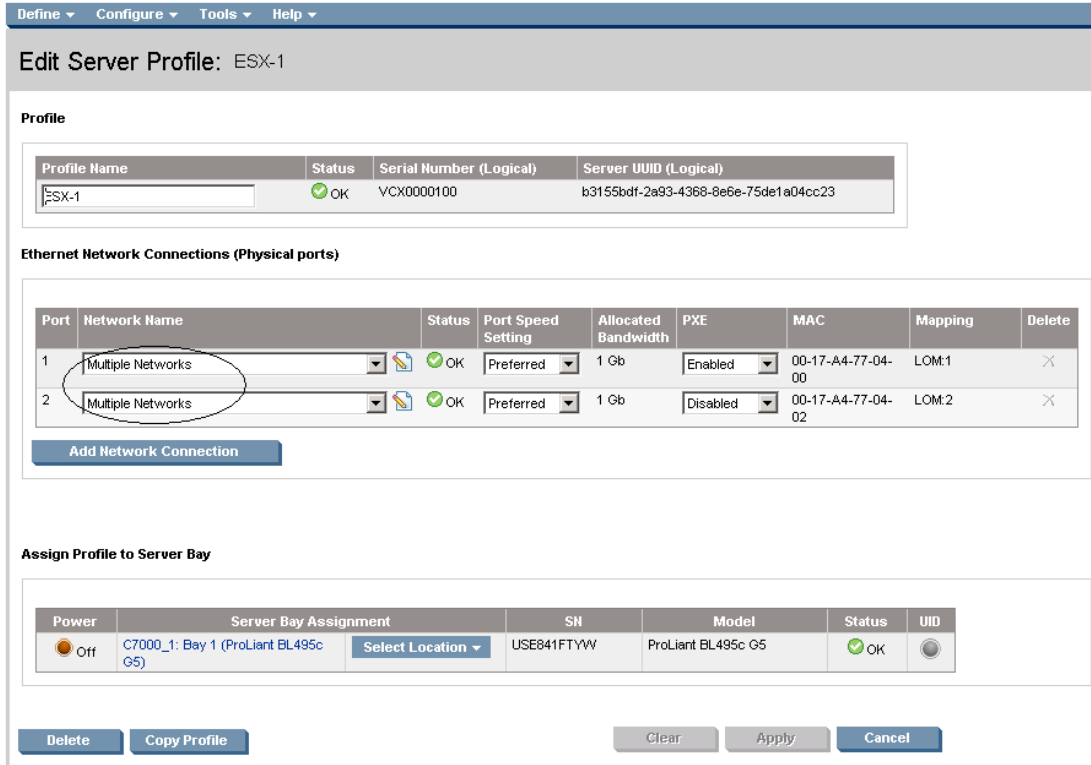 Define Configure Tools Help
Edit Server Profile: ESX-1
Profile
Profile Name Status Serial Number (Logical) Server UUID (Logical)
ESX-1 OK VCX0000100 b3155bdf-2a93-4368-8e6e-75de1a04cc23
Ethernet Network Connections (Physical ports)
Port Network Name Status Port Speed Setting Allocated Bandwidth PXE MAC Mapping Delete
1 Multiple Networks OK Preferred 1 Gb Enabled 00-17-A4-77-04-00 LOM:1
2 Multiple Networks OK Preferred 1 Gb Disabled 00-17-A4-77-04-02 LOM:2
Add Network Connection
Assign Profile to Server Bay
Power Server Bay Assignment SN Model Status UID
Off C7000_1: Bay 1 (ProLiant BL495c G5) Select Location USE841FTYW ProLiant BL495c G5 OK
Delete Copy Profile Clear Apply Cancel